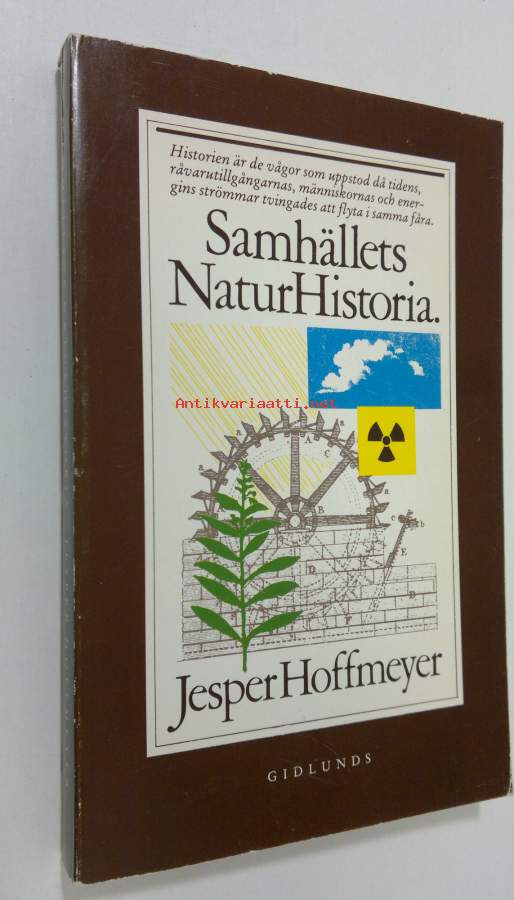 Historien är de vågor som uppstod då tidens,
råvarutillgångarnas, människornas och ener-
gins strömmar tvingades att flyta i samma fåra.
Samhällets
NaturHistoria.
Antikvariaatti.net
Jesper Hoffmeyer
GIDLUNDS